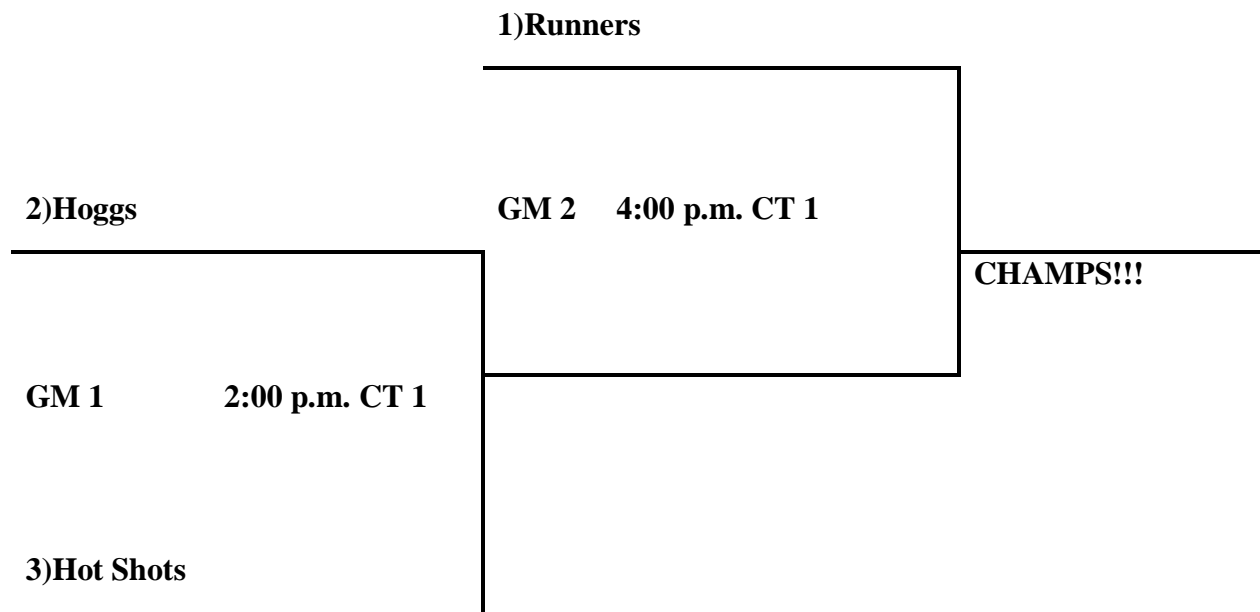 1)Runners
2)Hoggs
GM 2 4:00 p.m. CT 1
CHAMPS!!!
GM 1 2:00 p.m. CT 1
3)Hot Shots